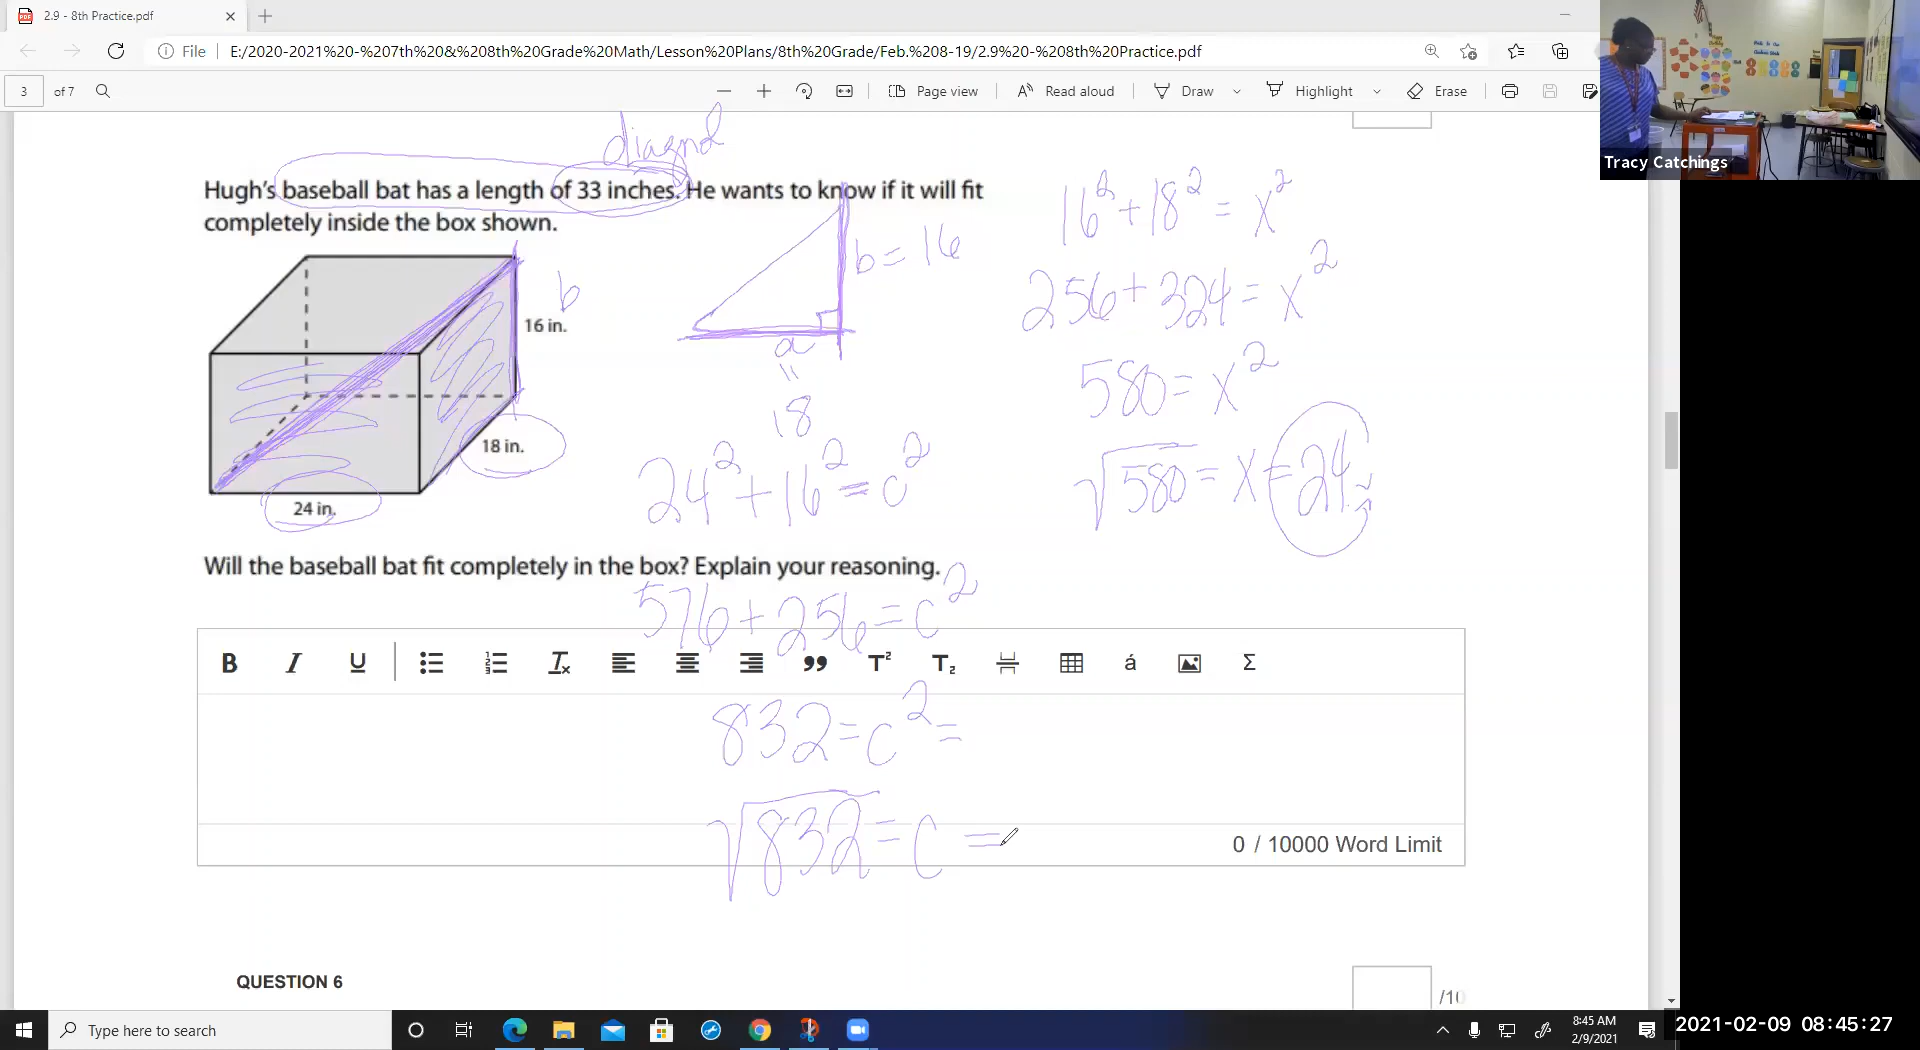 2.9 - 8th Practice.pdf
File
E:/2020-2021%20-%207th%20&%208th%20Grade%20Math/Lesson%20Plans/8th%20Grade/Feb.%208-19/2.9%20-%208th%20Practice.pdf
3 of 7
Page view
Read aloud
Draw
Highlight
Erase
Tracy Catchings
Hugh's baseball bat has a length of 33 inches. He wants to know if it will fit
completely inside the box shown.
b
16 in.
18 in.
24 in.
b = 16
a
=
18
16² + 18² = x²
256 + 324 = x²
580 = x²
√580 = x = 24.
24² + 16² = c²
Will the baseball bat fit completely in the box? Explain your reasoning.
576 + 256 = c²
B I U T² T₂ á Σ
832 = c² =
√832 = c =
0 / 10000 Word Limit
QUESTION 6
/10
Type here to search
8:45 AM
2/9/2021
2021-02-09 08:45:27